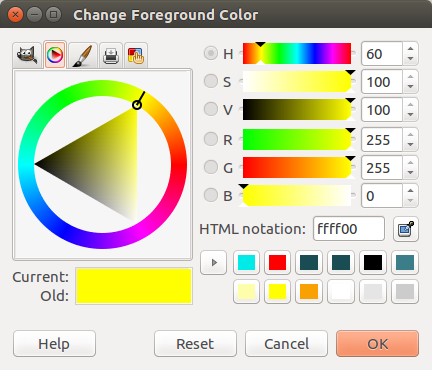 Change Foreground Color
H 60
S 100
V 100
R 255
G 255
B 0
HTML notation: ffff00
Current:
Old:
Help Reset Cancel OK